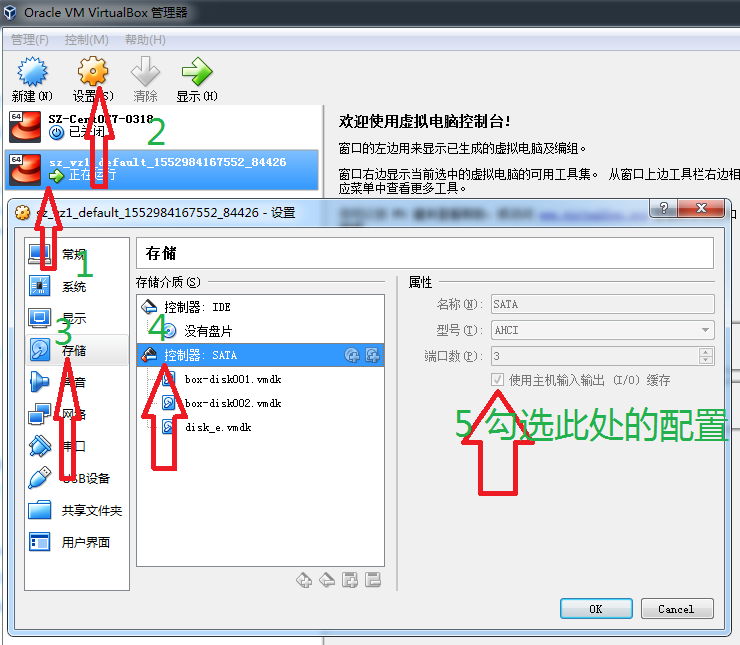 Oracle VM VirtualBox 管理器
管理(F) 控制(M) 帮助(H)
新建(N) 设置(S) 清除 显示(H)
64 SZ-CentO7-0318
已关闭
2
64 sz_vz1_default_1552984167552_84426
正在运行
欢迎使用虚拟电脑控制台!
窗口的左边用来显示已生成的虚拟电脑及编组。
窗口右边显示当前选中的虚拟电脑的可用工具集。 从窗口上边工具栏右边相
应菜单中查看更多工具。
sz_vz1_default_1552984167552_84426 - 设置
常规
1
系统
显示
3
存储
声音
网络
串口
USB设备
共享文件夹
用户界面
存储
存储介质(S)
控制器: IDE
没有盘片
4
控制器: SATA
box-disk001.vmdk
box-disk002.vmdk
disk_e.vmdk
属性
名称(N): SATA
型号(T): AHCI
端口数(P): 3
使用主机输入输出 (I/O) 缓存
5 勾选此处的配置
OK Cancel